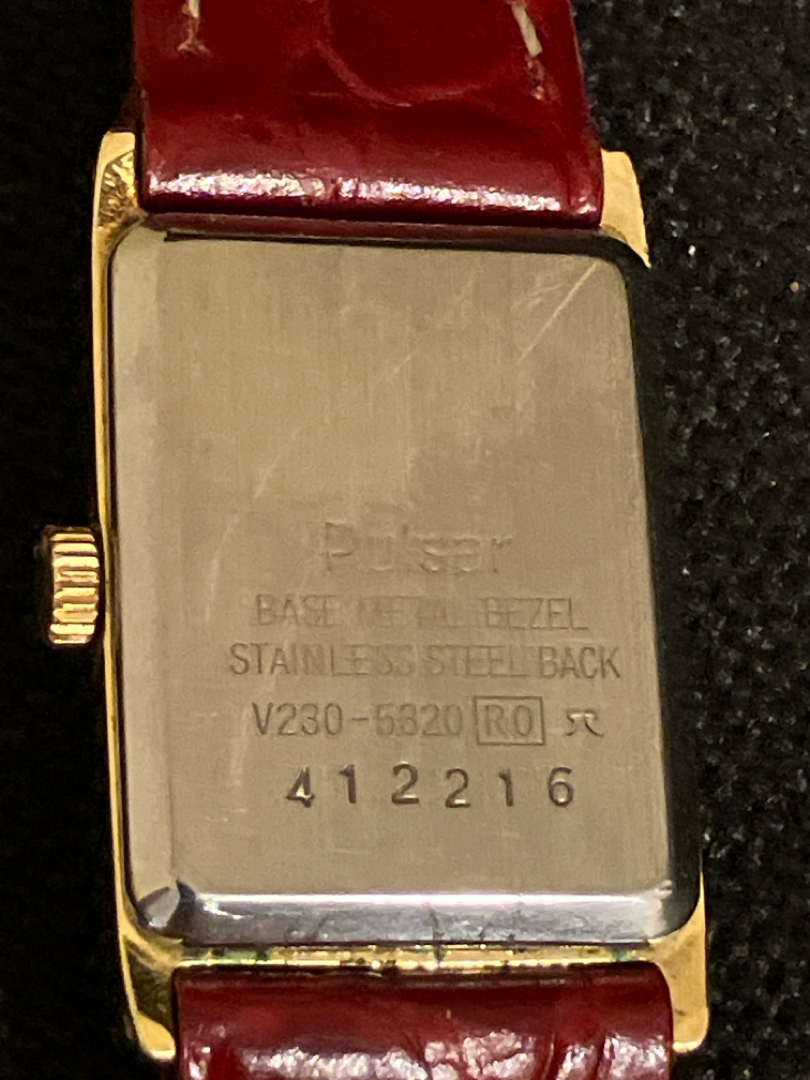 Pulsar
BASE METAL BEZEL
STAINLESS STEEL BACK
V230-5320 RO
412216